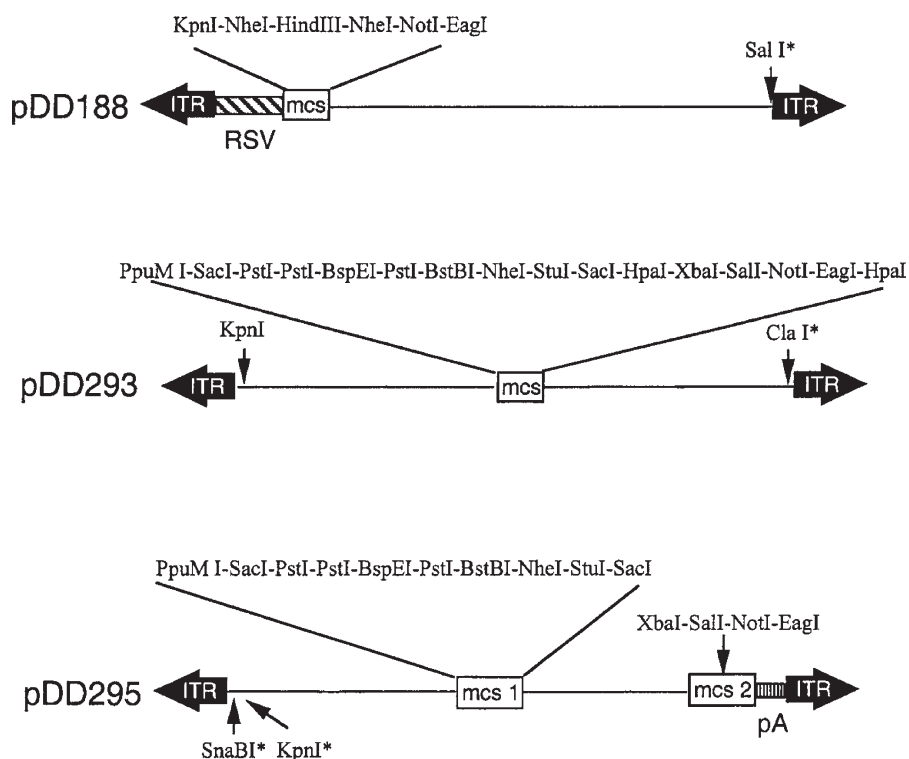 KpnI-NheI-HindIII-NheI-NotI-EagI
Sal I*
pDD188
ITR
mcs
ITR
RSV
PpuM I-SacI-PstI-PstI-BspEI-PstI-BstBI-NheI-StuI-SacI-HpaI-XbaI-SalI-NotI-EagI-HpaI
KpnI
Cla I*
pDD293
ITR
mcs
ITR
PpuM I-SacI-PstI-PstI-BspEI-PstI-BstBI-NheI-StuI-SacI
XbaI-SalI-NotI-EagI
pDD295
ITR
mcs 1
mcs 2
ITR
pA
SnaBI* KpnI*